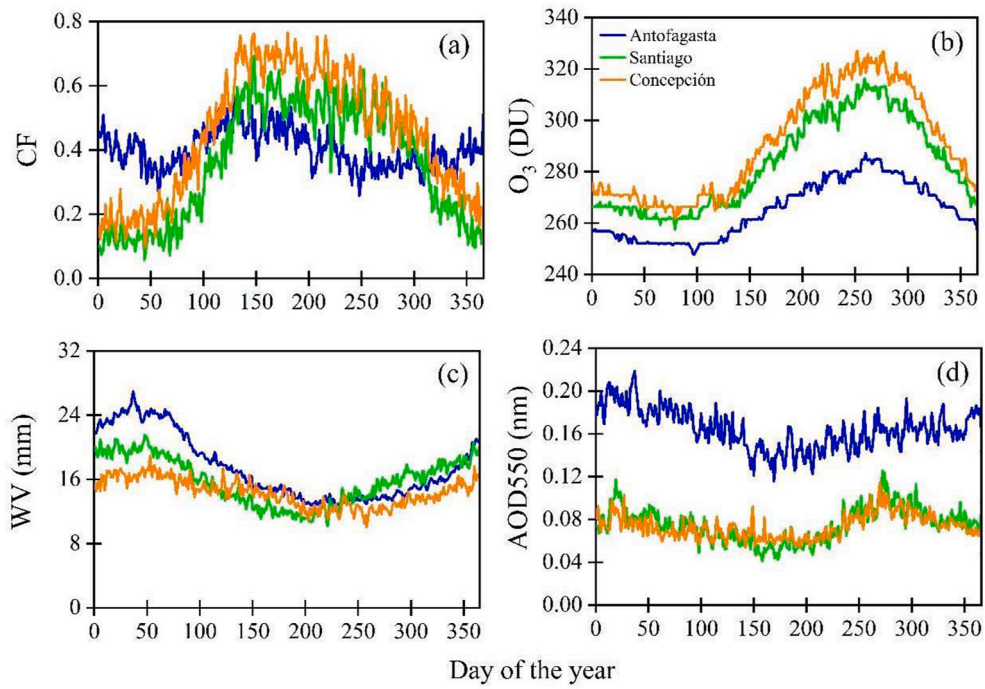 0.8
0.6
0.4
0.2
0.0
CF
(a)
0 50 100 150 200 250 300 350
340
320
300
280
260
240
O3 (DU)
Antofagasta
Santiago
Concepción
(b)
0 50 100 150 200 250 300 350
32
24
16
8
0
WV (mm)
(c)
0 50 100 150 200 250 300 350
0.24
0.20
0.16
0.12
0.08
0.04
0.00
AOD550 (nm)
(d)
0 50 100 150 200 250 300 350
Day of the year